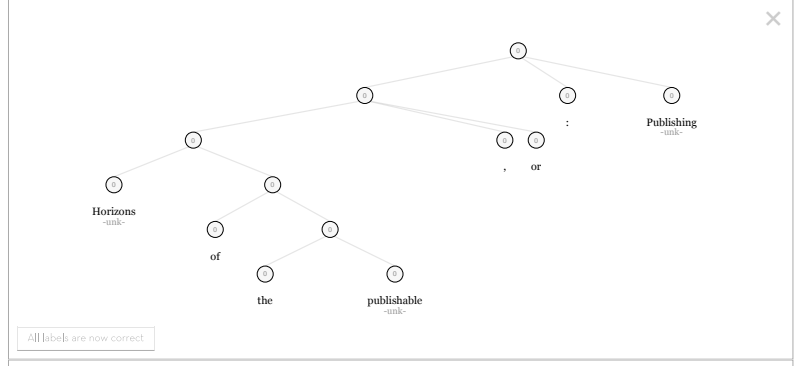 0
0 0 0
: Publishing
-unk-
0 0 0
, or
0 0
Horizons
-unk-
0 0
of
0 0
the publishable
-unk-
All labels are now correct